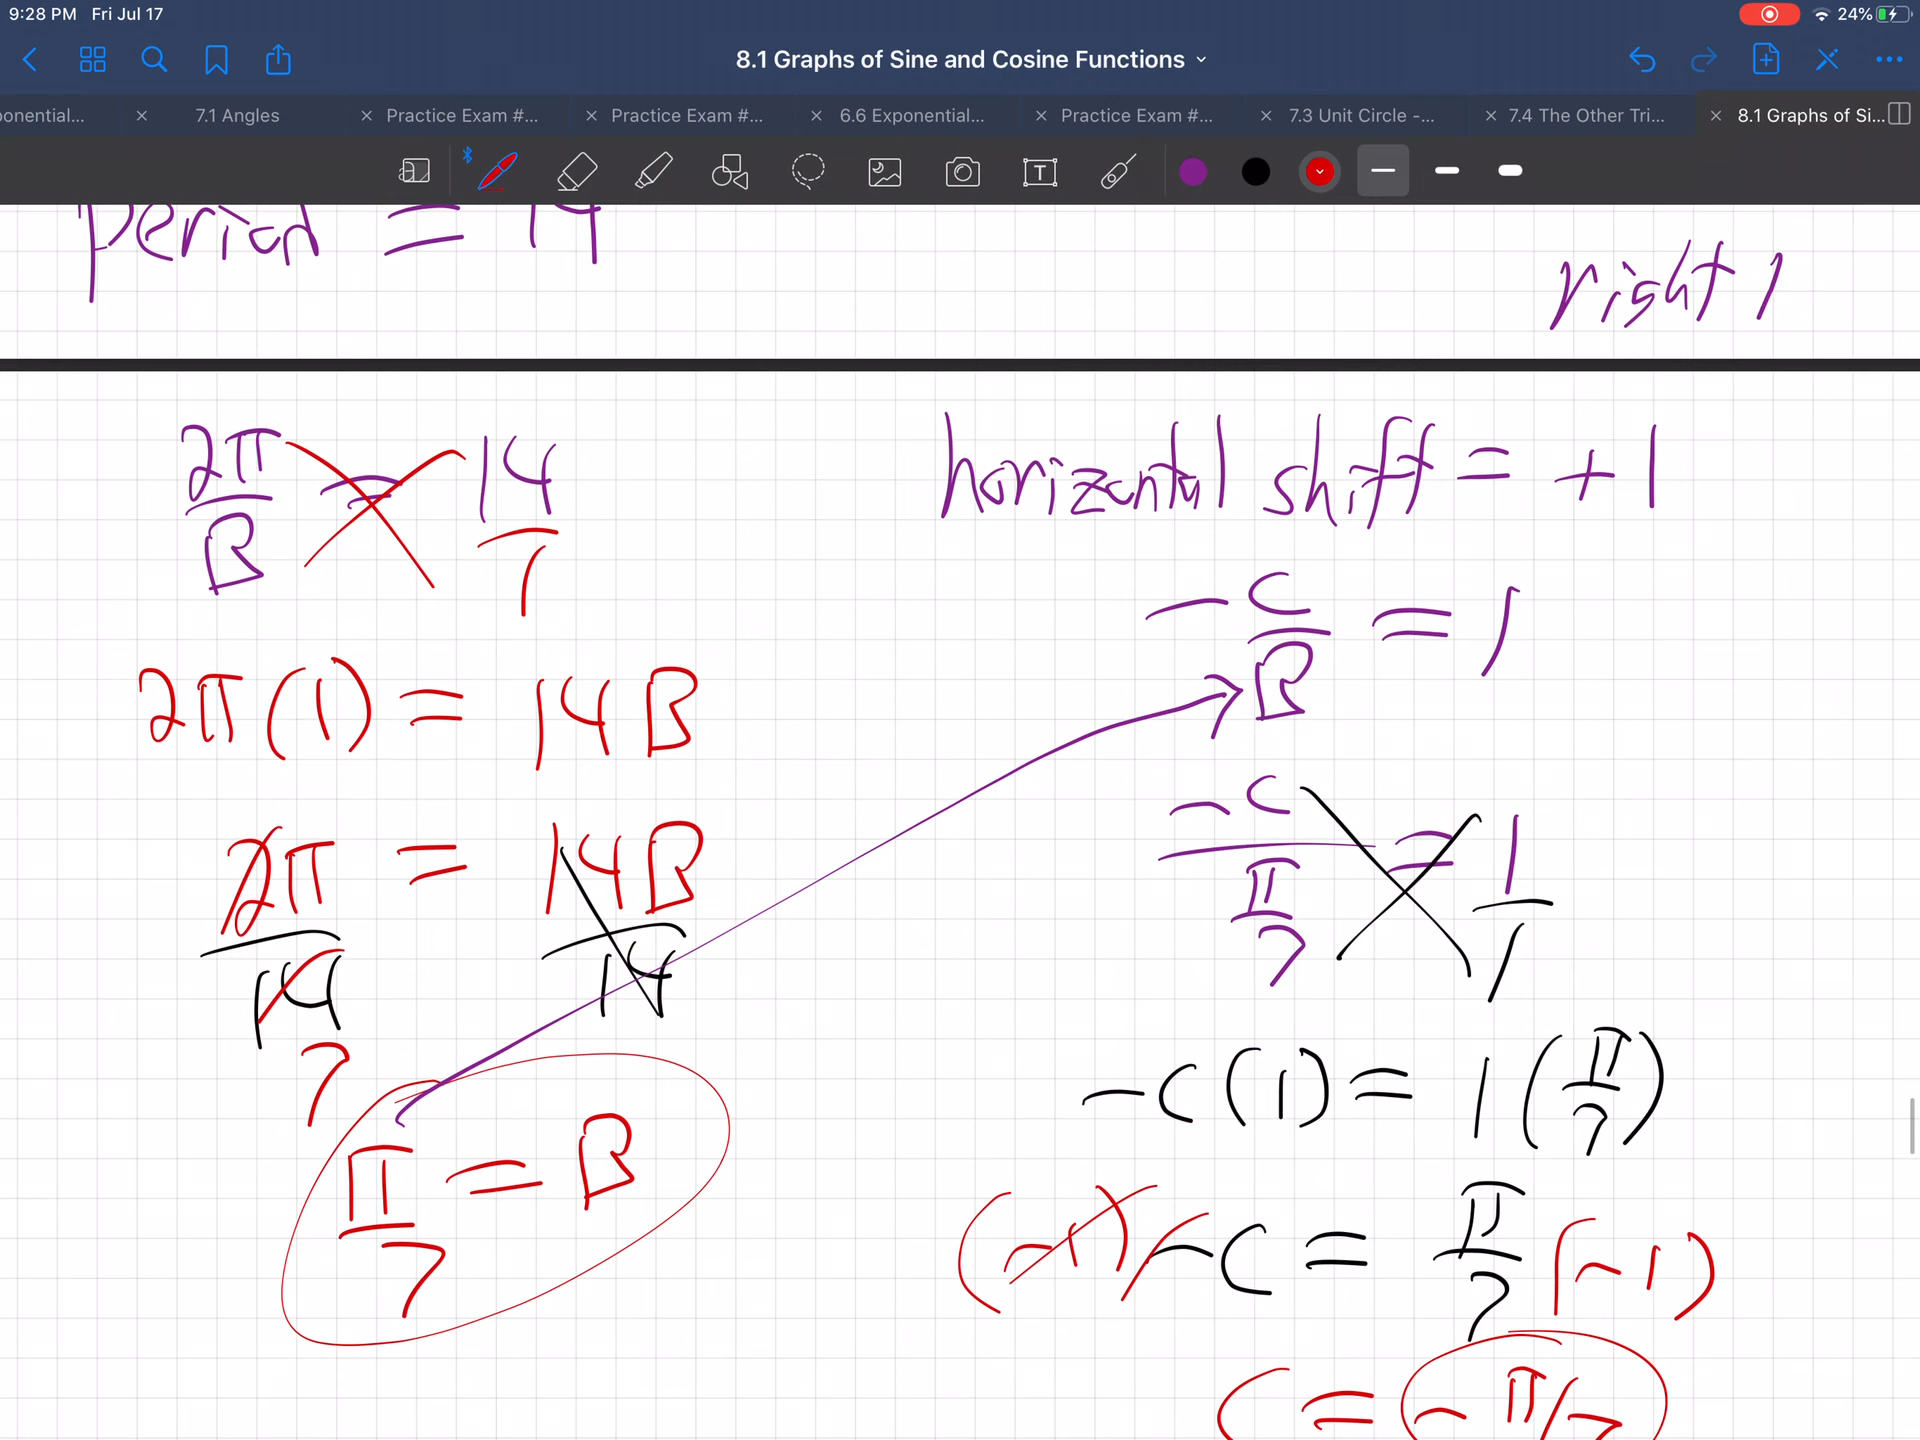 9:28 PM Fri Jul 17
24%
8.1 Graphs of Sine and Cosine Functions
onential...
7.1 Angles
Practice Exam #...
Practice Exam #...
6.6 Exponential...
Practice Exam #...
7.3 Unit Circle -...
7.4 The Other Tri...
8.1 Graphs of Si...
T
period = 14
right 1
2π/B = 14/1
2π(1) = 14B
2π/14 = 14B/14
7
π/7 = B
horizontal shift = +1
-C/B = 1
-C/(π/7) = 1/1
-C(1) = 1(π/7)
(-1)-C = π/7(-1)
C = -π/7